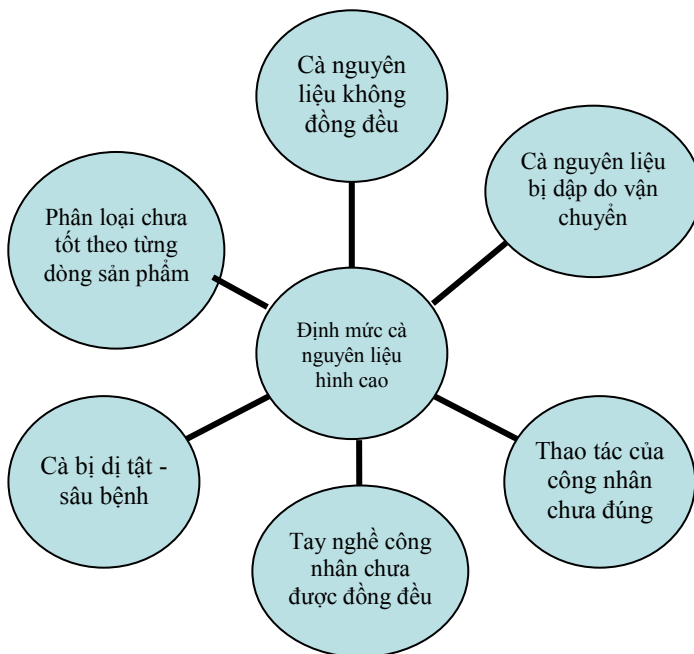 Cà nguyên
liệu không
đồng đều
Cà nguyên liệu
bị dập do vận
chuyển
Phân loại chưa
tốt theo từng
dòng sản phẩm
Định mức cà
nguyên liệu
hình cao
Cà bị dị tật -
sâu bệnh
Thao tác của
công nhân
chưa đúng
Tay nghề công
nhân chưa
được đồng đều